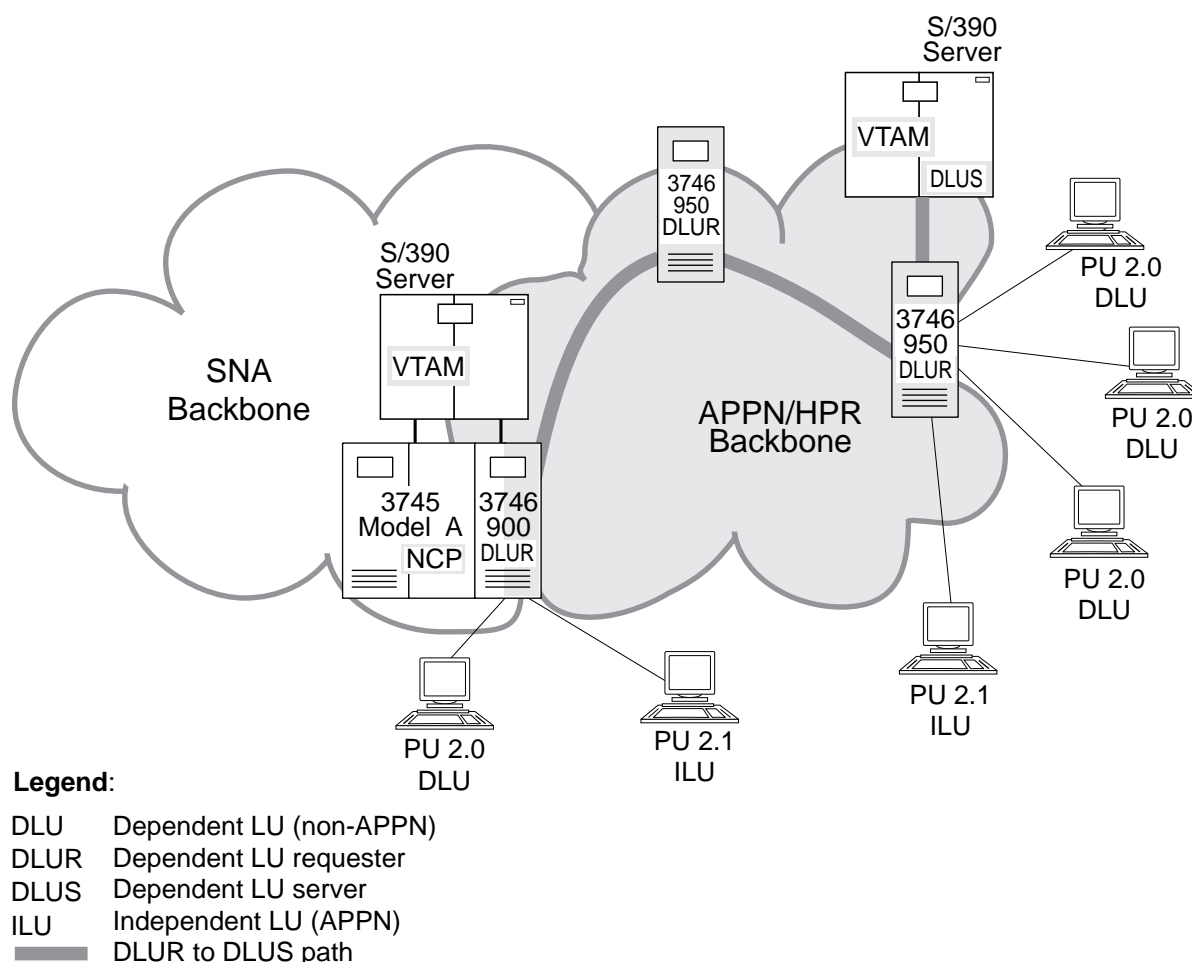 S/390
Server
VTAM
DLUS
3746
950
DLUR
PU 2.0
DLU
S/390
Server
VTAM
3746
950
DLUR
SNA
Backbone
APPN/HPR
Backbone
PU 2.0
DLU
3745
Model A
NCP
3746
900
DLUR
PU 2.0
DLU
PU 2.1
ILU
PU 2.0
DLU
PU 2.1
ILU
Legend:
DLU Dependent LU (non-APPN)
DLUR Dependent LU requester
DLUS Dependent LU server
ILU Independent LU (APPN)
DLUR to DLUS path